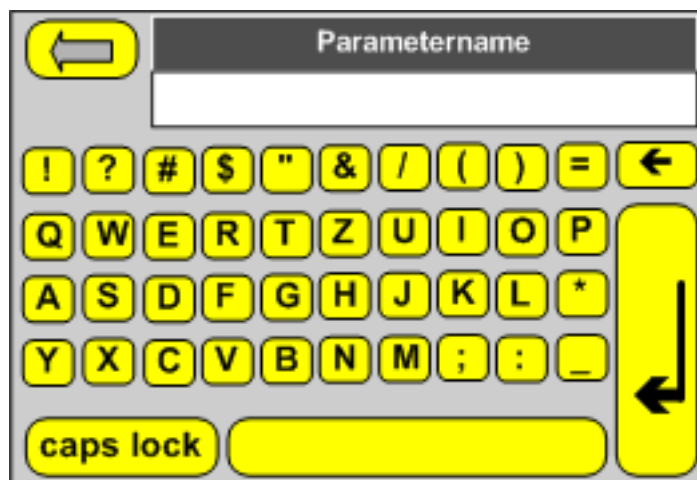 Parametername
! ? # $ " & / ( ) =
Q W E R T Z U I O P
A S D F G H J K L *
Y X C V B N M ; : _
caps lock